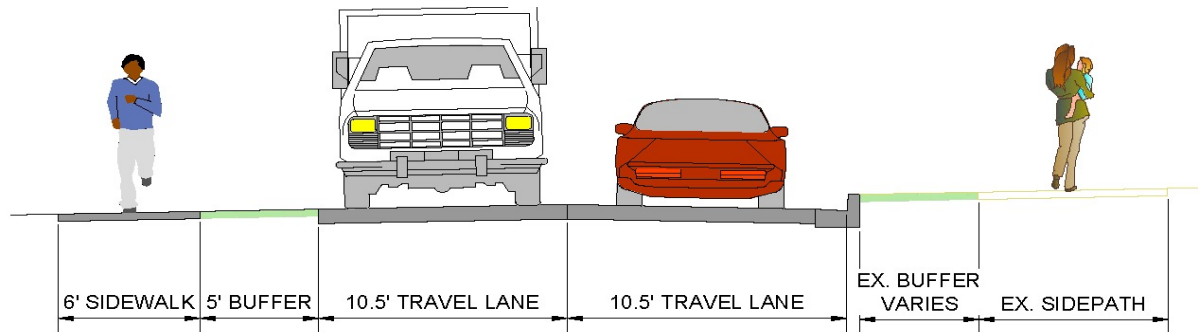 6' SIDEWALK
5' BUFFER
10.5' TRAVEL LANE
10.5' TRAVEL LANE
EX. BUFFER
VARIES
EX. SIDEPATH